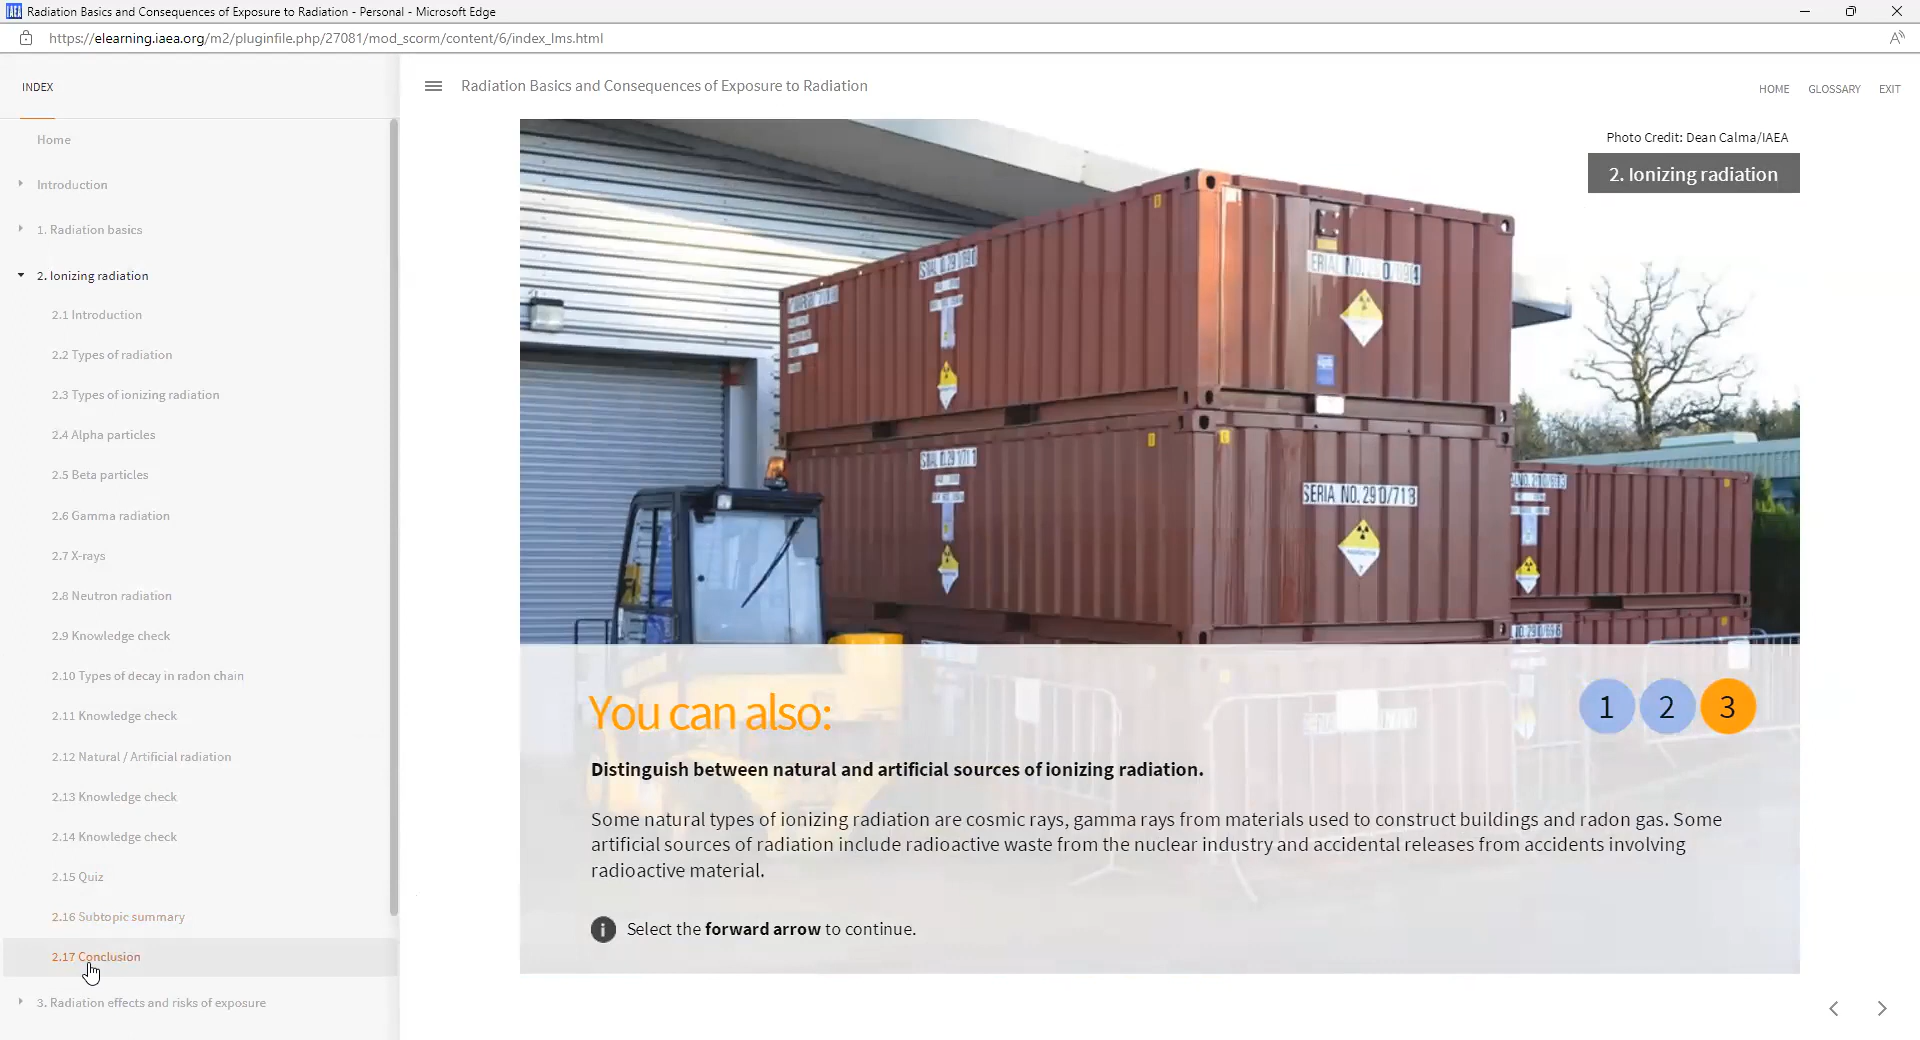 Radiation Basics and Consequences of Exposure to Radiation - Personal - Microsoft Edge
https://elearning.iaea.org/m2/pluginfile.php/27081/mod_scorm/content/6/index_lms.html
INDEX
Radiation Basics and Consequences of Exposure to Radiation
HOME GLOSSARY EXIT
Home
Introduction
1. Radiation basics
2. Ionizing radiation
2.1 Introduction
2.2 Types of radiation
2.3 Types of ionizing radiation
2.4 Alpha particles
2.5 Beta particles
2.6 Gamma radiation
2.7 X-rays
2.8 Neutron radiation
2.9 Knowledge check
2.10 Types of decay in radon chain
2.11 Knowledge check
2.12 Natural / Artificial radiation
2.13 Knowledge check
2.14 Knowledge check
2.15 Quiz
2.16 Subtopic summary
2.17 Conclusion
3. Radiation effects and risks of exposure
Photo Credit: Dean Calma/IAEA
2. Ionizing radiation
SERIA NO. 290/713
You can also:
1 2 3
Distinguish between natural and artificial sources of ionizing radiation.
Some natural types of ionizing radiation are cosmic rays, gamma rays from materials used to construct buildings and radon gas. Some
artificial sources of radiation include radioactive waste from the nuclear industry and accidental releases from accidents involving
radioactive material.
Select the forward arrow to continue.